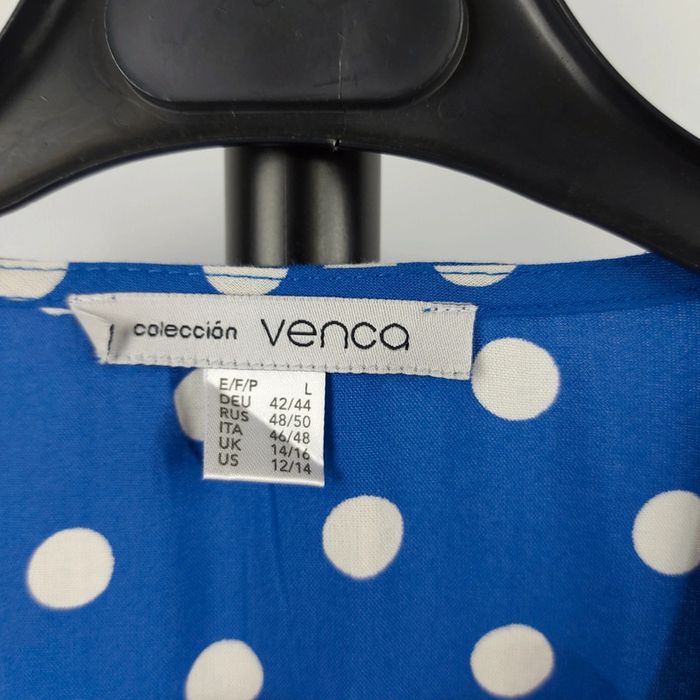 colección venca
E/F/P L
DEU 42/44
RUS 48/50
ITA 46/48
UK 14/16
US 12/14